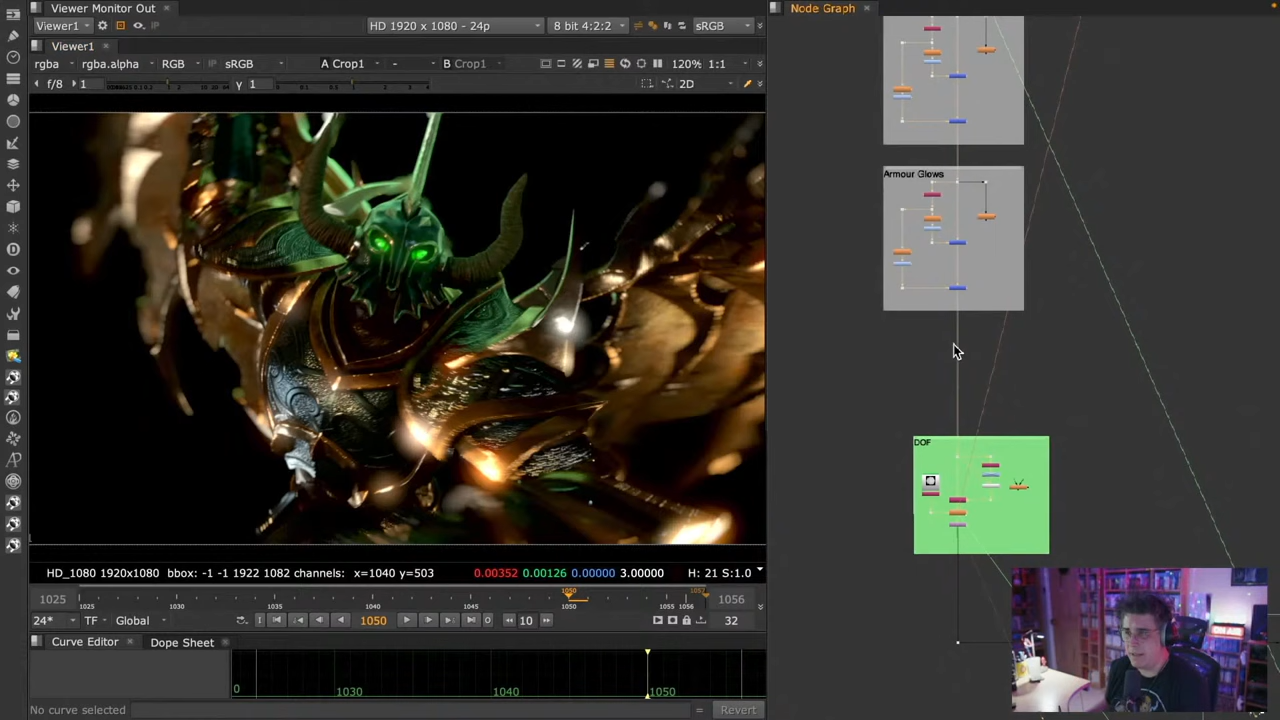 Viewer Monitor Out
Viewer1
HD 1920 x 1080 - 24p
8 bit 4:2:2
sRGB
Viewer1
rgba
rgba.alpha
RGB
sRGB
A Crop1
-
B Crop1
120%
1:1
f/8
1
Y 1
2D
HD_1080 1920x1080 bbox: -1 -1 1922 1082 channels: x=1040 y=503
0.00352 0.00126 0.00000 3.00000
H: 21 S:1.0
1025
1025
1030
1035
1040
1045
1050
1050
1055
1056
1057
1056
24*
TF
Global
1050
10
32
Curve Editor
Dope Sheet
0
1030
1040
1050
No curve selected
=
Revert
Node Graph
Armour Glows
DOF